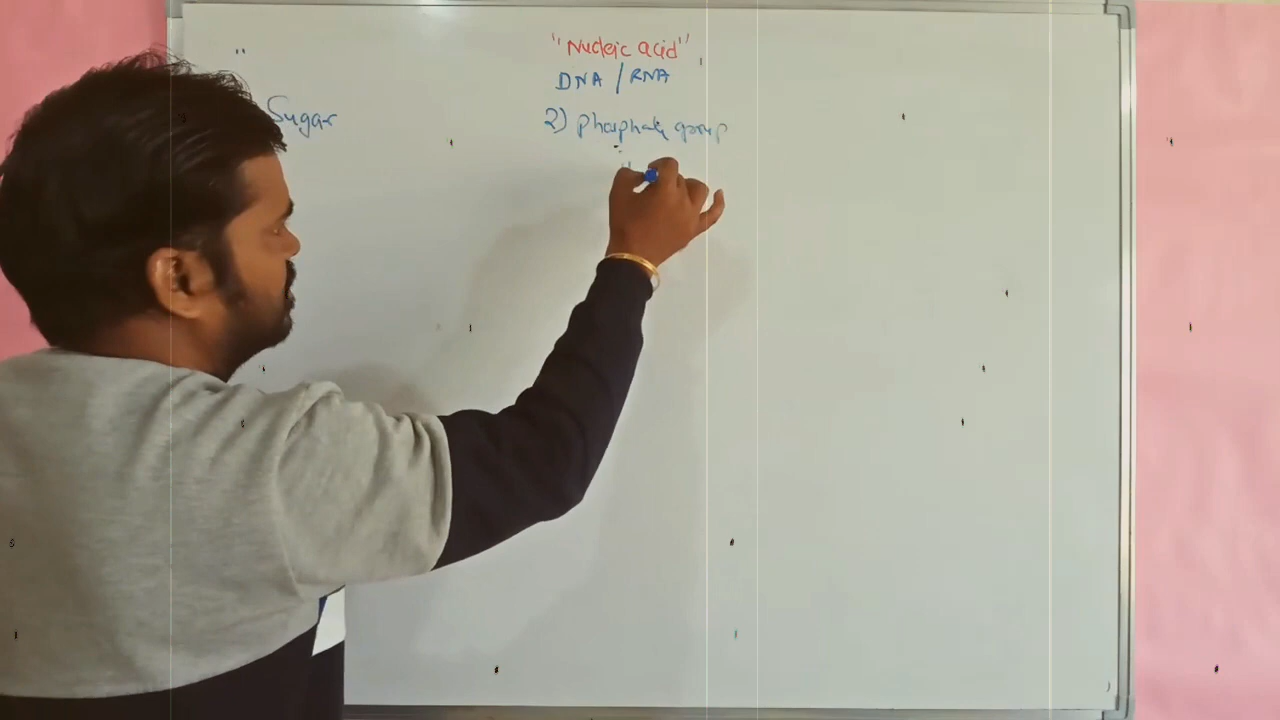 "Nucleic acid"
DNA / RNA
Sugar
2) phosphate group